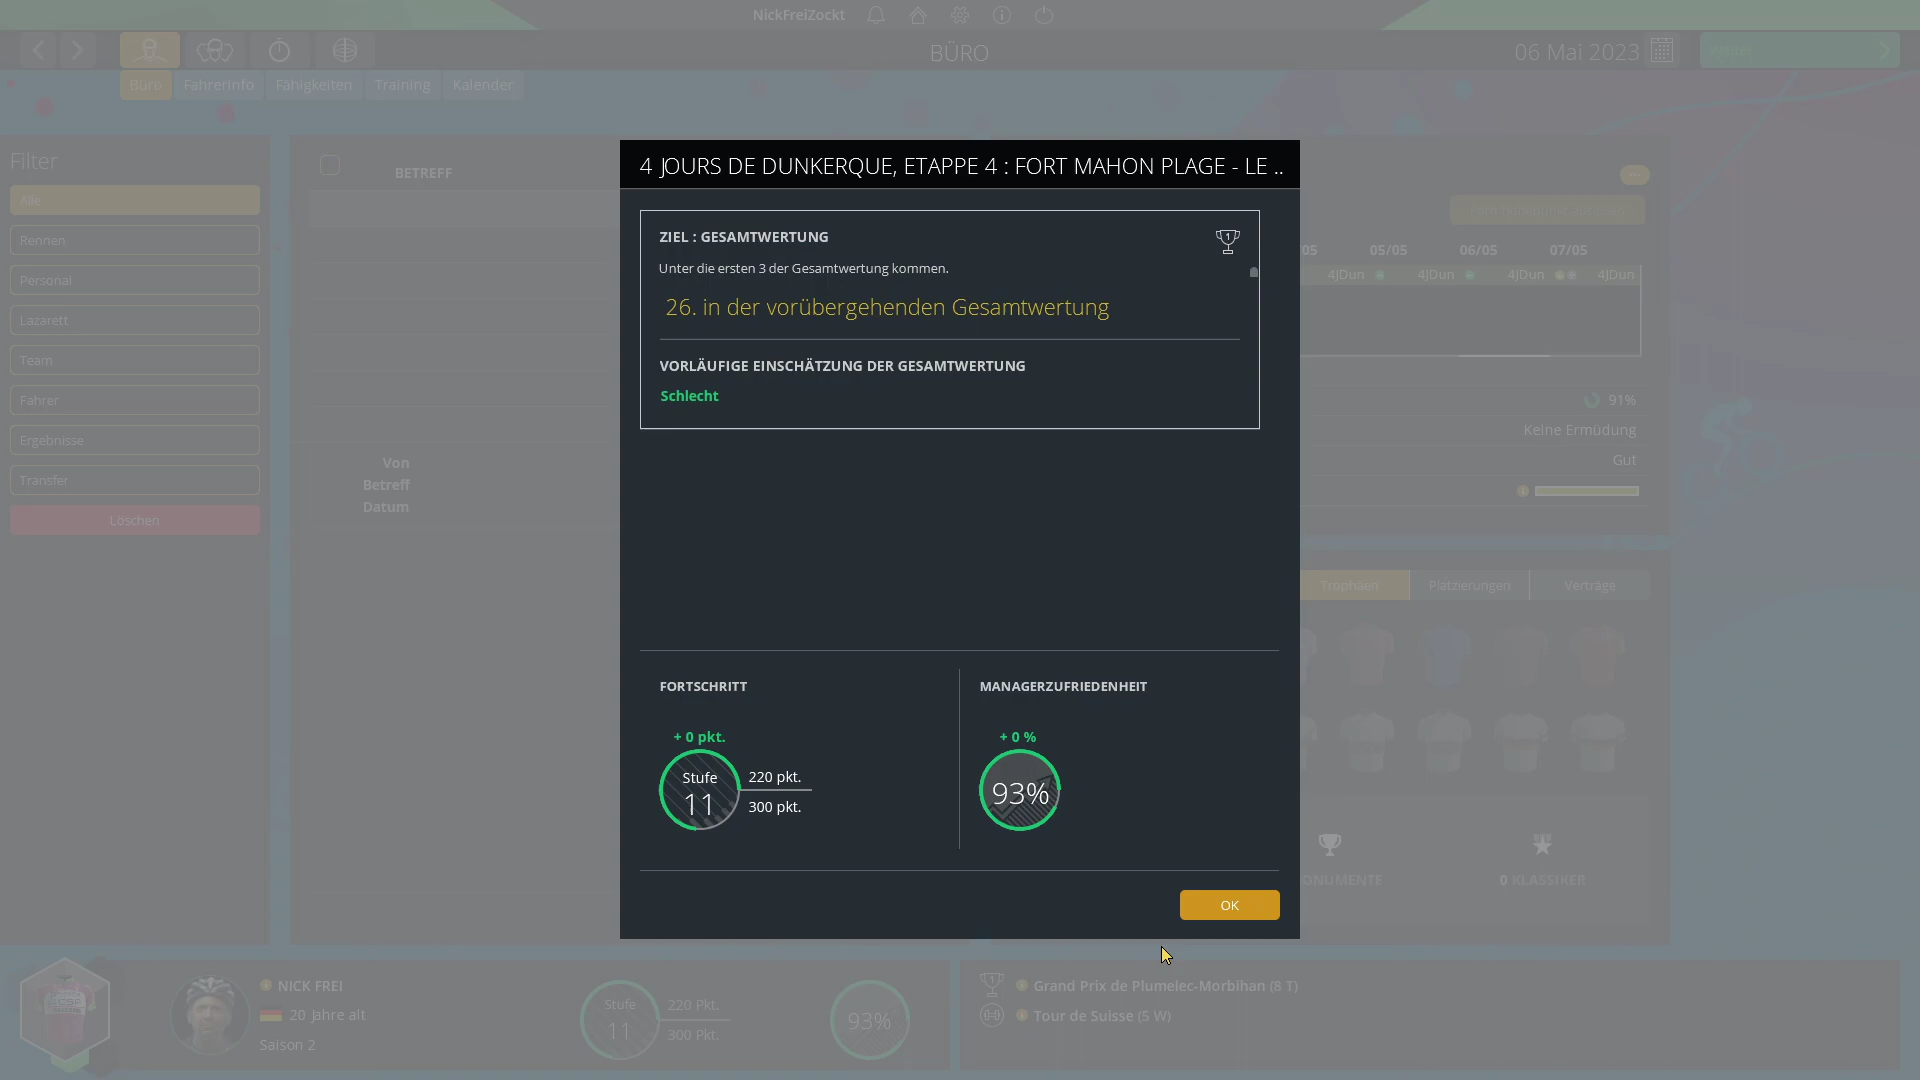 NickFreiZockt
BÜRO
06 Mai 2023
Büro
Fahrerinfo
Fähigkeiten
Training
Kalender
Filter
Alle
Rennen
Personal
Lazarett
Team
Fahrer
Ergebnisse
Transfer
Löschen
BETREFF
Von
Betreff
Datum
4 JOURS DE DUNKERQUE, ETAPPE 4 : FORT MAHON PLAGE - LE ..
ZIEL : GESAMTWERTUNG
1
Unter die ersten 3 der Gesamtwertung kommen.
26. in der vorübergehenden Gesamtwertung
VORLÄUFIGE EINSCHÄTZUNG DER GESAMTWERTUNG
Schlecht
FORTSCHRITT
+ 0 pkt.
Stufe
11
220 pkt.
300 pkt.
MANAGERZUFRIEDENHEIT
+ 0 %
93%
OK
/05
05/05
06/05
07/05
4JDun
4JDun
4JDun
4JDun
91%
Keine Ermüdung
Gut
Trophäen
Platzierungen
Verträge
ONUMENTE
0 KLASSIKER
NICK FREI
20 Jahre alt
Saison 2
Stufe
11
220 Pkt.
300 Pkt.
93%
Grand Prix de Plumelec-Morbihan (8 T)
Tour de Suisse (5 W)